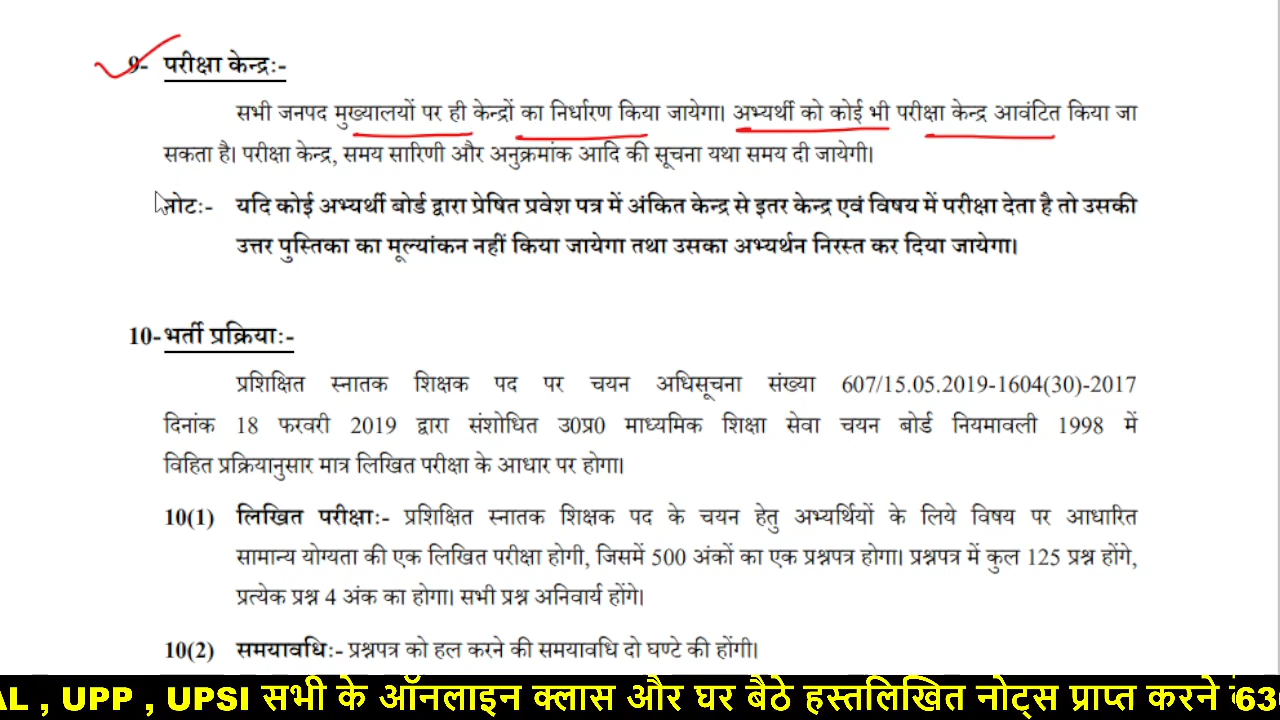 9- परीक्षा केन्द्रः-
सभी जनपद मुख्यालयों पर ही केन्द्रों का निर्धारण किया जायेगा। अभ्यर्थी को कोई भी परीक्षा केन्द्र आवंटित किया जा
सकता है। परीक्षा केन्द्र, समय सारिणी और अनुक्रमांक आदि की सूचना यथा समय दी जायेगी।
नोटः- यदि कोई अभ्यर्थी बोर्ड द्वारा प्रेषित प्रवेश पत्र में अंकित केन्द्र से इतर केन्द्र एवं विषय में परीक्षा देता है तो उसकी
उत्तर पुस्तिका का मूल्यांकन नहीं किया जायेगा तथा उसका अभ्यर्थन निरस्त कर दिया जायेगा।
10- भर्ती प्रक्रियाः-
प्रशिक्षित स्नातक शिक्षक पद पर चयन अधिसूचना संख्या 607/15.05.2019-1604(30)-2017
दिनांक 18 फरवरी 2019 द्वारा संशोधित उ0प्र0 माध्यमिक शिक्षा सेवा चयन बोर्ड नियमावली 1998 में
विहित प्रक्रियानुसार मात्र लिखित परीक्षा के आधार पर होगा।
10(1) लिखित परीक्षाः- प्रशिक्षित स्नातक शिक्षक पद के चयन हेतु अभ्यर्थियों के लिये विषय पर आधारित
सामान्य योग्यता की एक लिखित परीक्षा होगी, जिसमें 500 अंकों का एक प्रश्नपत्र होगा। प्रश्नपत्र में कुल 125 प्रश्न होंगे,
प्रत्येक प्रश्न 4 अंक का होगा। सभी प्रश्न अनिवार्य होंगे।
10(2) समयावधिः- प्रश्नपत्र को हल करने की समयावधि दो घण्टे की होंगी।
AL , UPP , UPSI सभी के ऑनलाइन क्लास और घर बैठे हस्तलिखित नोट्स प्राप्त करने